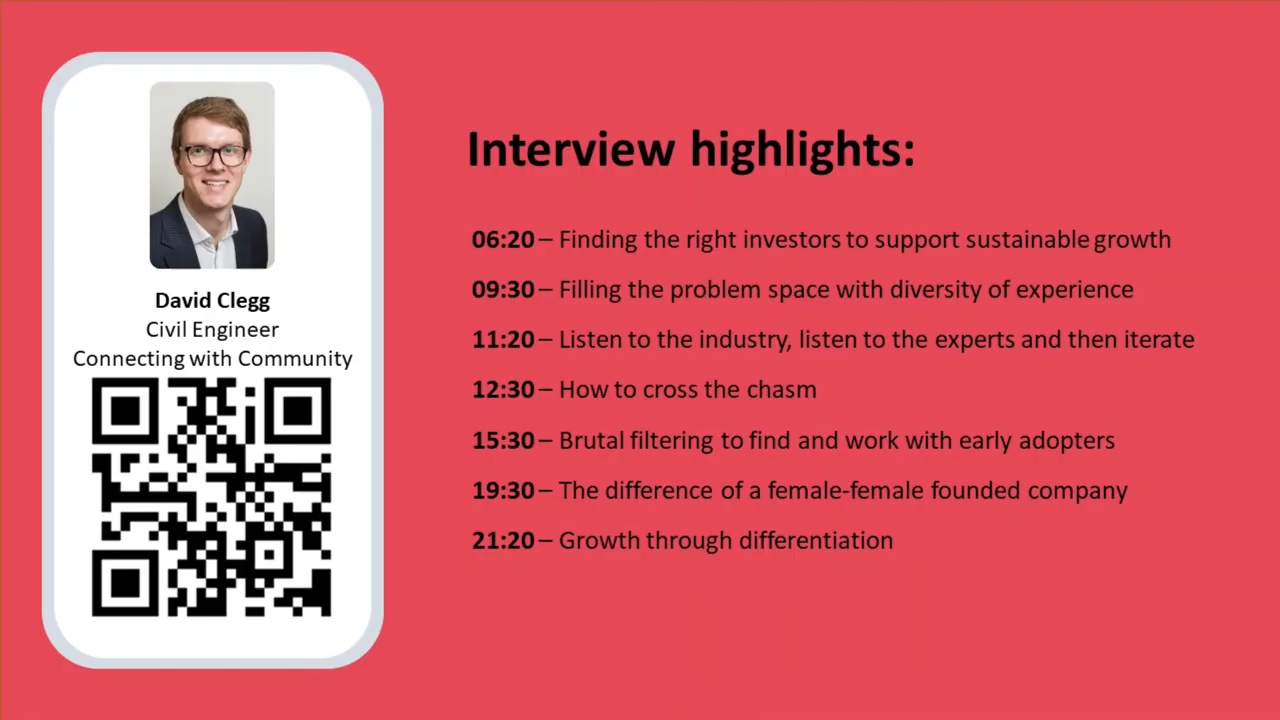 David Clegg
Civil Engineer
Connecting with Community
Interview highlights:
06:20 – Finding the right investors to support sustainable growth
09:30 – Filling the problem space with diversity of experience
11:20 – Listen to the industry, listen to the experts and then iterate
12:30 – How to cross the chasm
15:30 – Brutal filtering to find and work with early adopters
19:30 – The difference of a female-female founded company
21:20 – Growth through differentiation